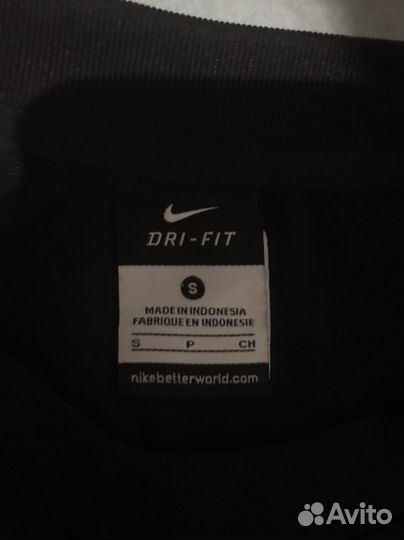 DRI-FIT
S
MADE IN INDONESIA
FABRIQUE EN INDONESIE
S P CH
nikebetterworld.com
Avito